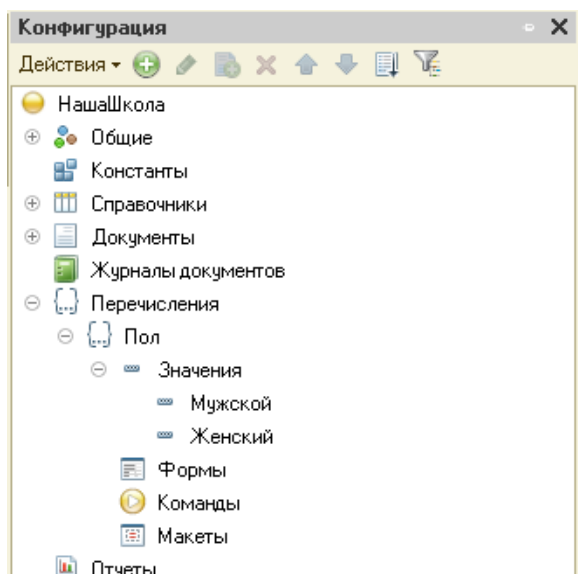 Конфигурация
Действия
НашаШкола
Общие
Константы
Справочники
Документы
Журналы документов
Перечисления
Пол
Значения
Мужской
Женский
Формы
Команды
Макеты
Отчеты